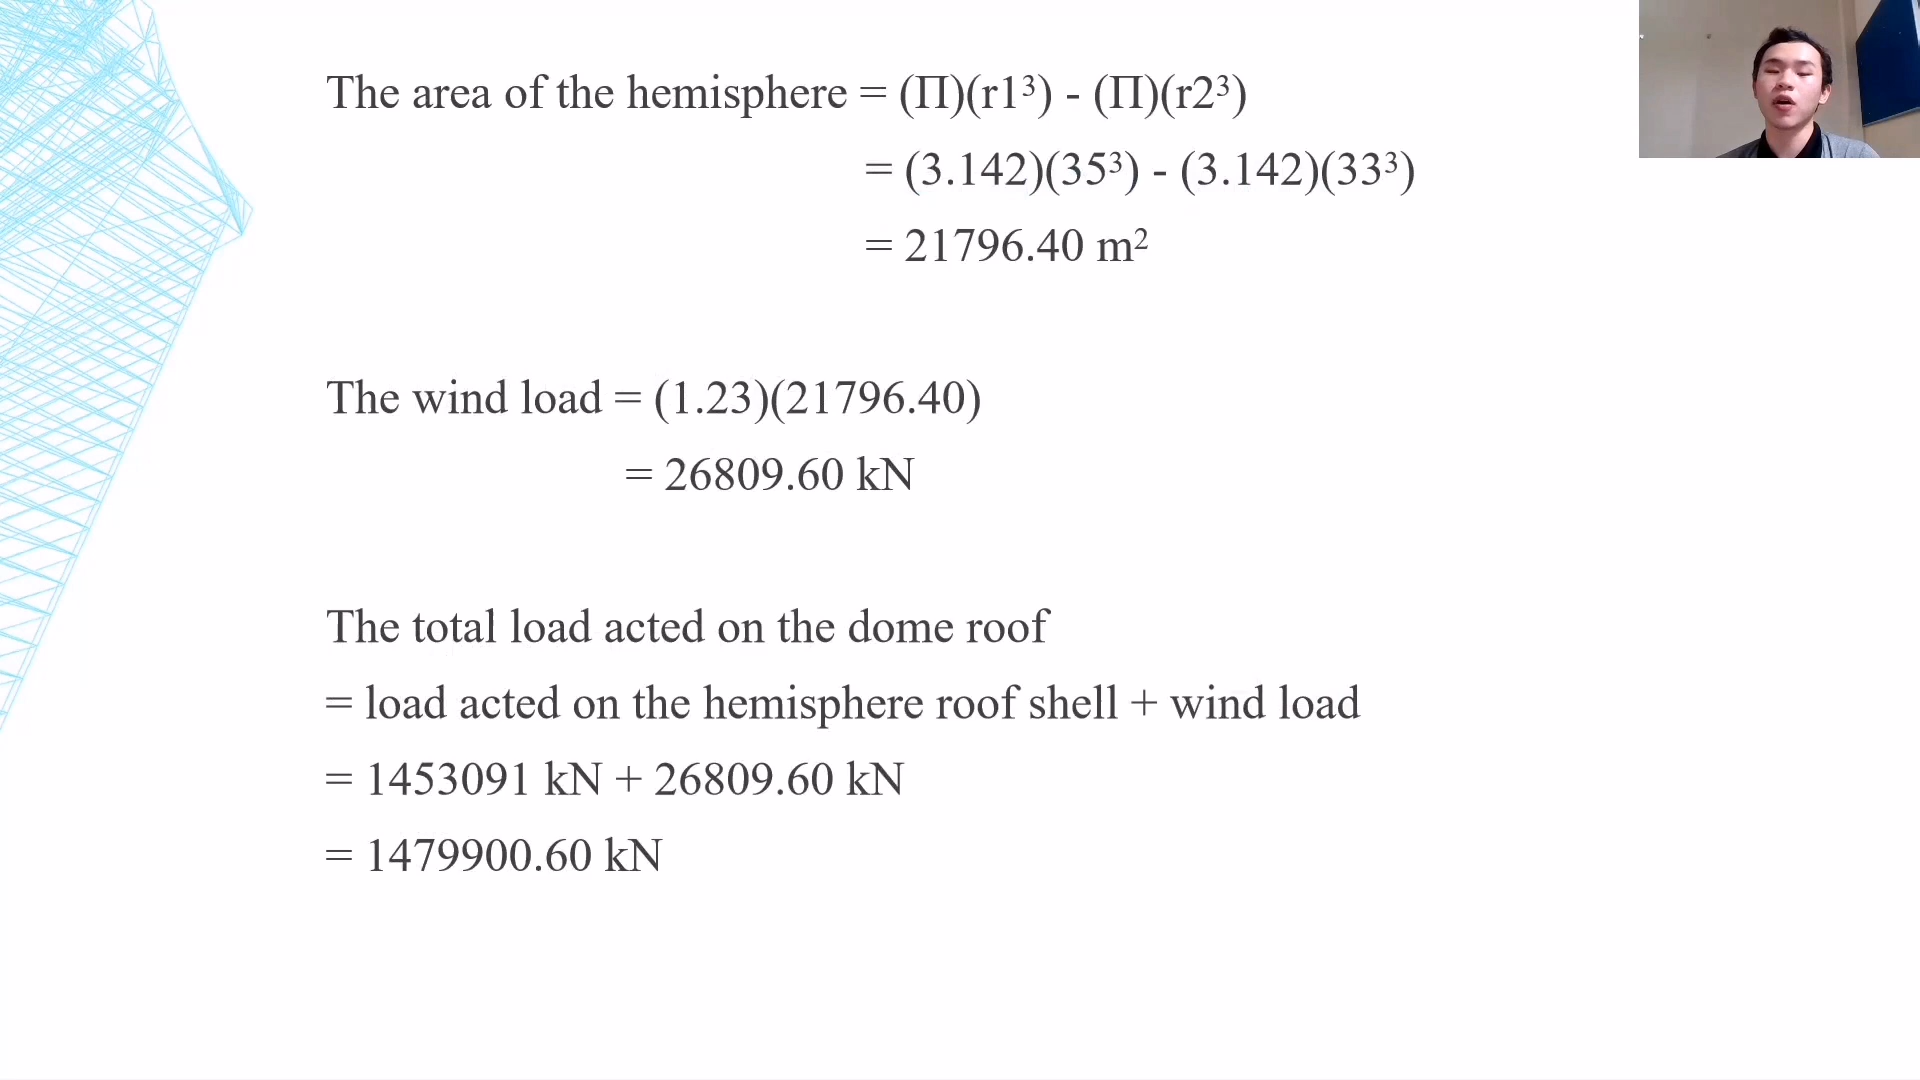 The area of the hemisphere = (Π)(r1³) - (Π)(r2³)
= (3.142)(35³) - (3.142)(33³)
= 21796.40 m²
The wind load = (1.23)(21796.40)
= 26809.60 kN
The total load acted on the dome roof
= load acted on the hemisphere roof shell + wind load
= 1453091 kN + 26809.60 kN
= 1479900.60 kN